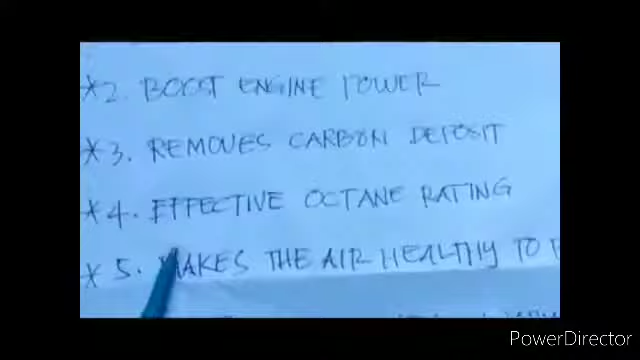 *2. BOOST ENGINE POWER
*3. REMOVES CARBON DEPOSIT
*4. EFFECTIVE OCTANE RATING
* 5. MAKES THE AIR HEALTHY TO
PowerDirector